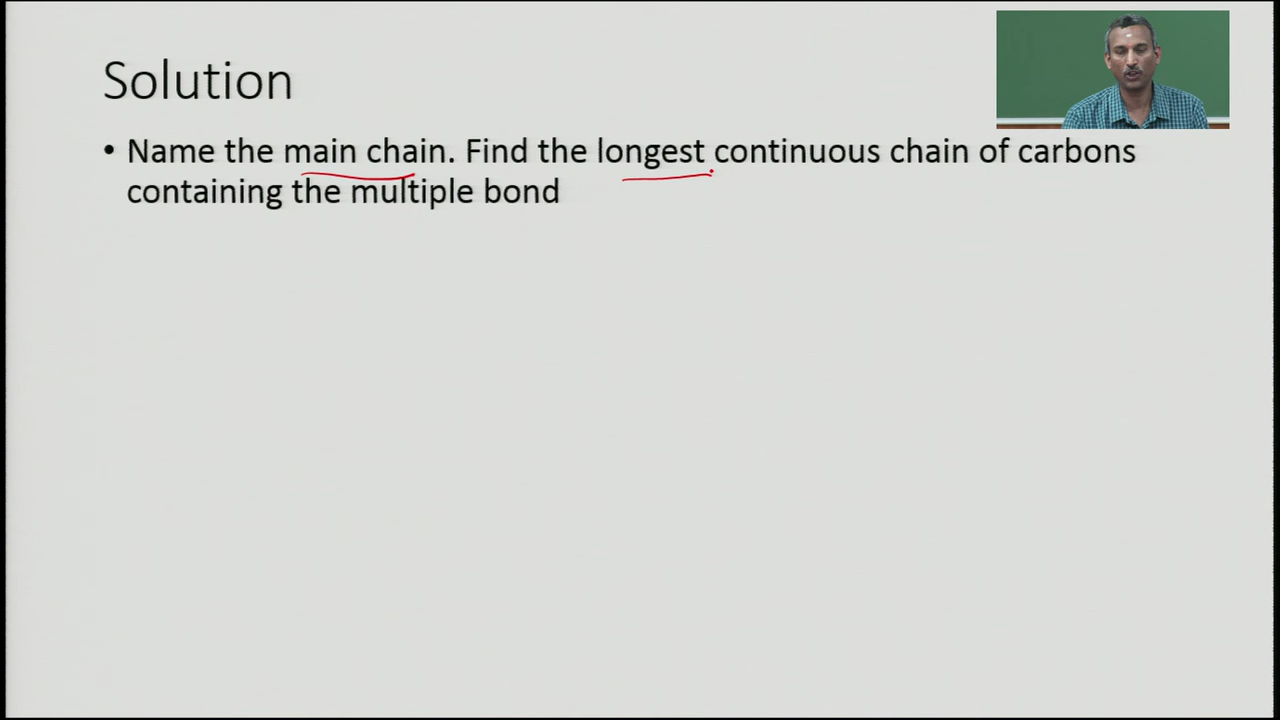 Solution
• Name the main chain. Find the longest continuous chain of carbons
containing the multiple bond